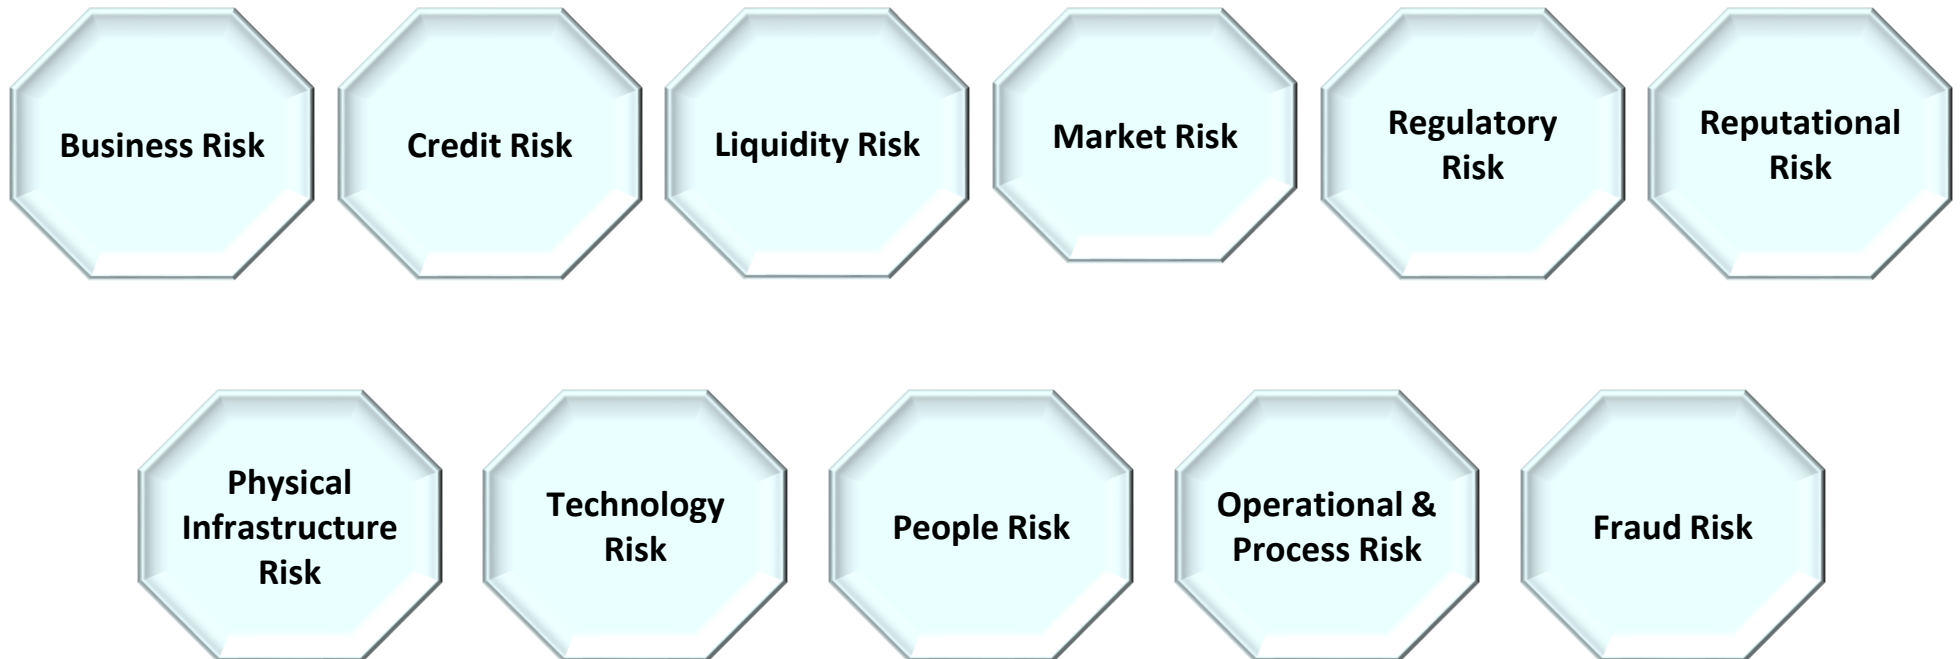 Business Risk
Credit Risk
Liquidity Risk
Market Risk
Regulatory
Risk
Reputational
Risk
Physical
Infrastructure
Risk
Technology
Risk
People Risk
Operational &
Process Risk
Fraud Risk